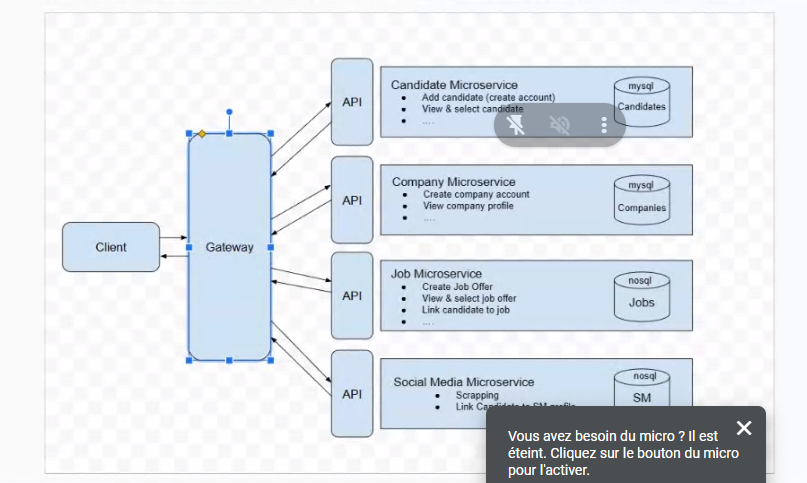 Client
Gateway
API
Candidate Microservice
Add candidate (create account)
View & select candidate
....
mysql
Candidates
API
Company Microservice
Create company account
View company profile
....
mysql
Companies
API
Job Microservice
Create Job Offer
View & select job offer
Link candidate to job
....
nosql
Jobs
API
Social Media Microservice
Scrapping
Link Candidate to SM profile
nosql
SM
Vous avez besoin du micro ? Il est
éteint. Cliquez sur le bouton du micro
pour l'activer.